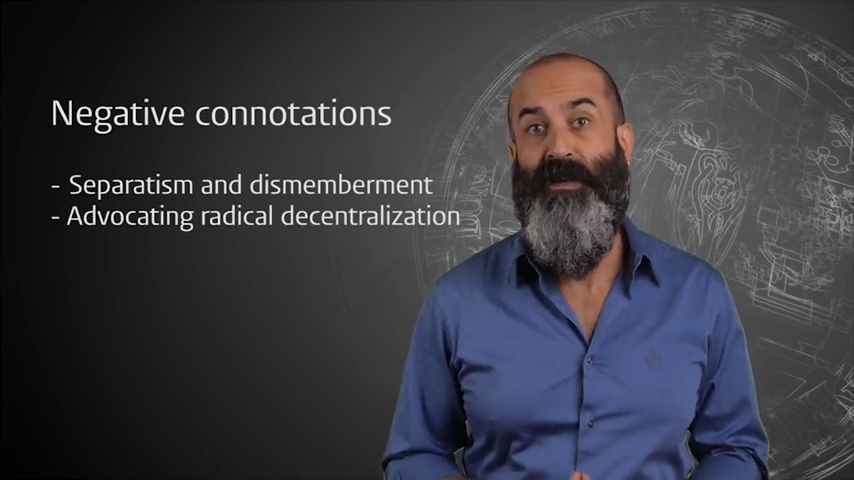 Negative connotations
- Separatism and dismemberment
- Advocating radical decentralization